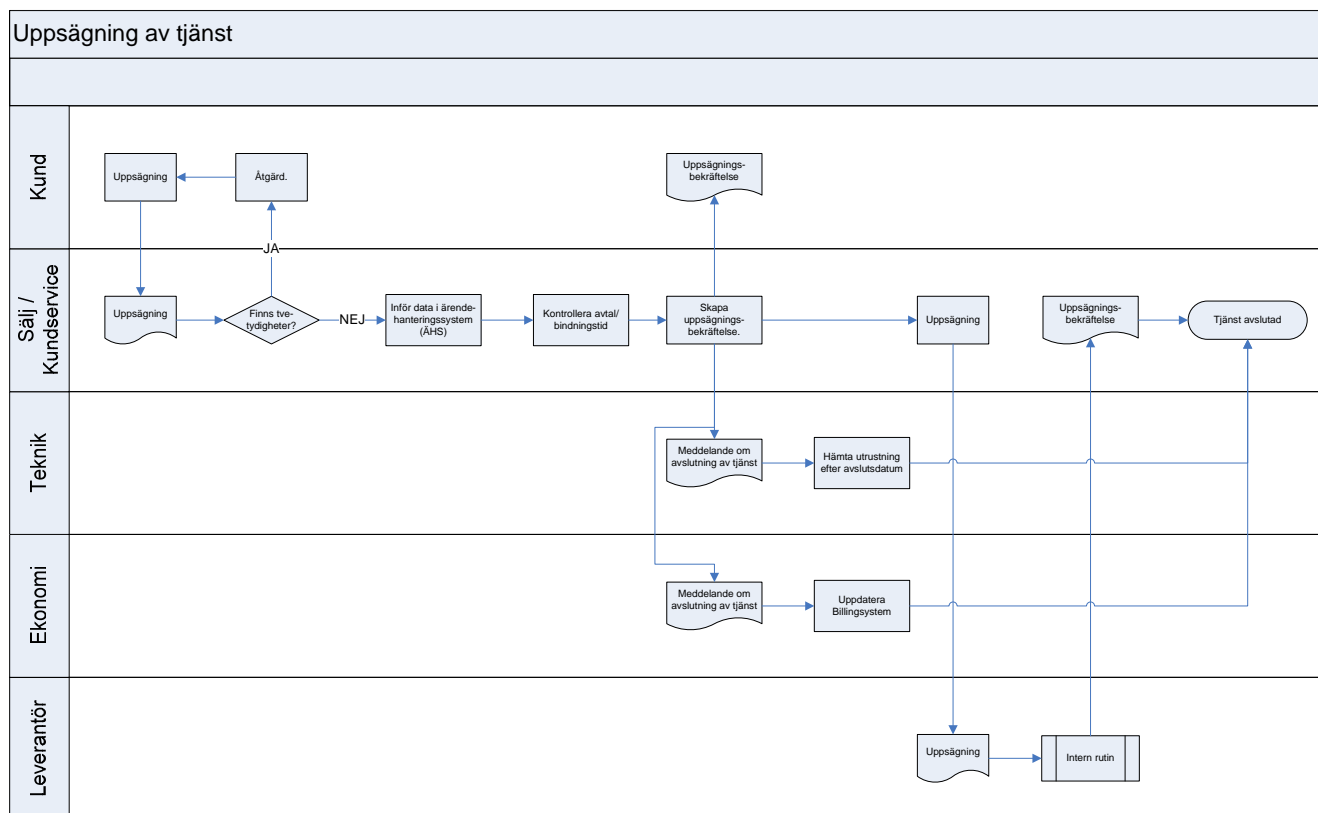 Uppsägning av tjänst
Kund
Uppsägning
Åtgärd.
Uppsägnings-
bekräftelse
JA
Sälj /
Kundservice
Uppsägning
Finns tve-
tydigheter?
NEJ
Inför data i ärende-
hanteringssystem
(ÄHS)
Kontrollera avtal/
bindningstid
Skapa
uppsägnings-
bekräftelse.
Uppsägning
Uppsägnings-
bekräftelse
Tjänst avslutad
Teknik
Meddelande om
avslutning av tjänst
Hämta utrustning
efter avslutsdatum
Ekonomi
Meddelande om
avslutning av tjänst
Uppdatera
Billingsystem
Leverantör
Uppsägning
Intern rutin